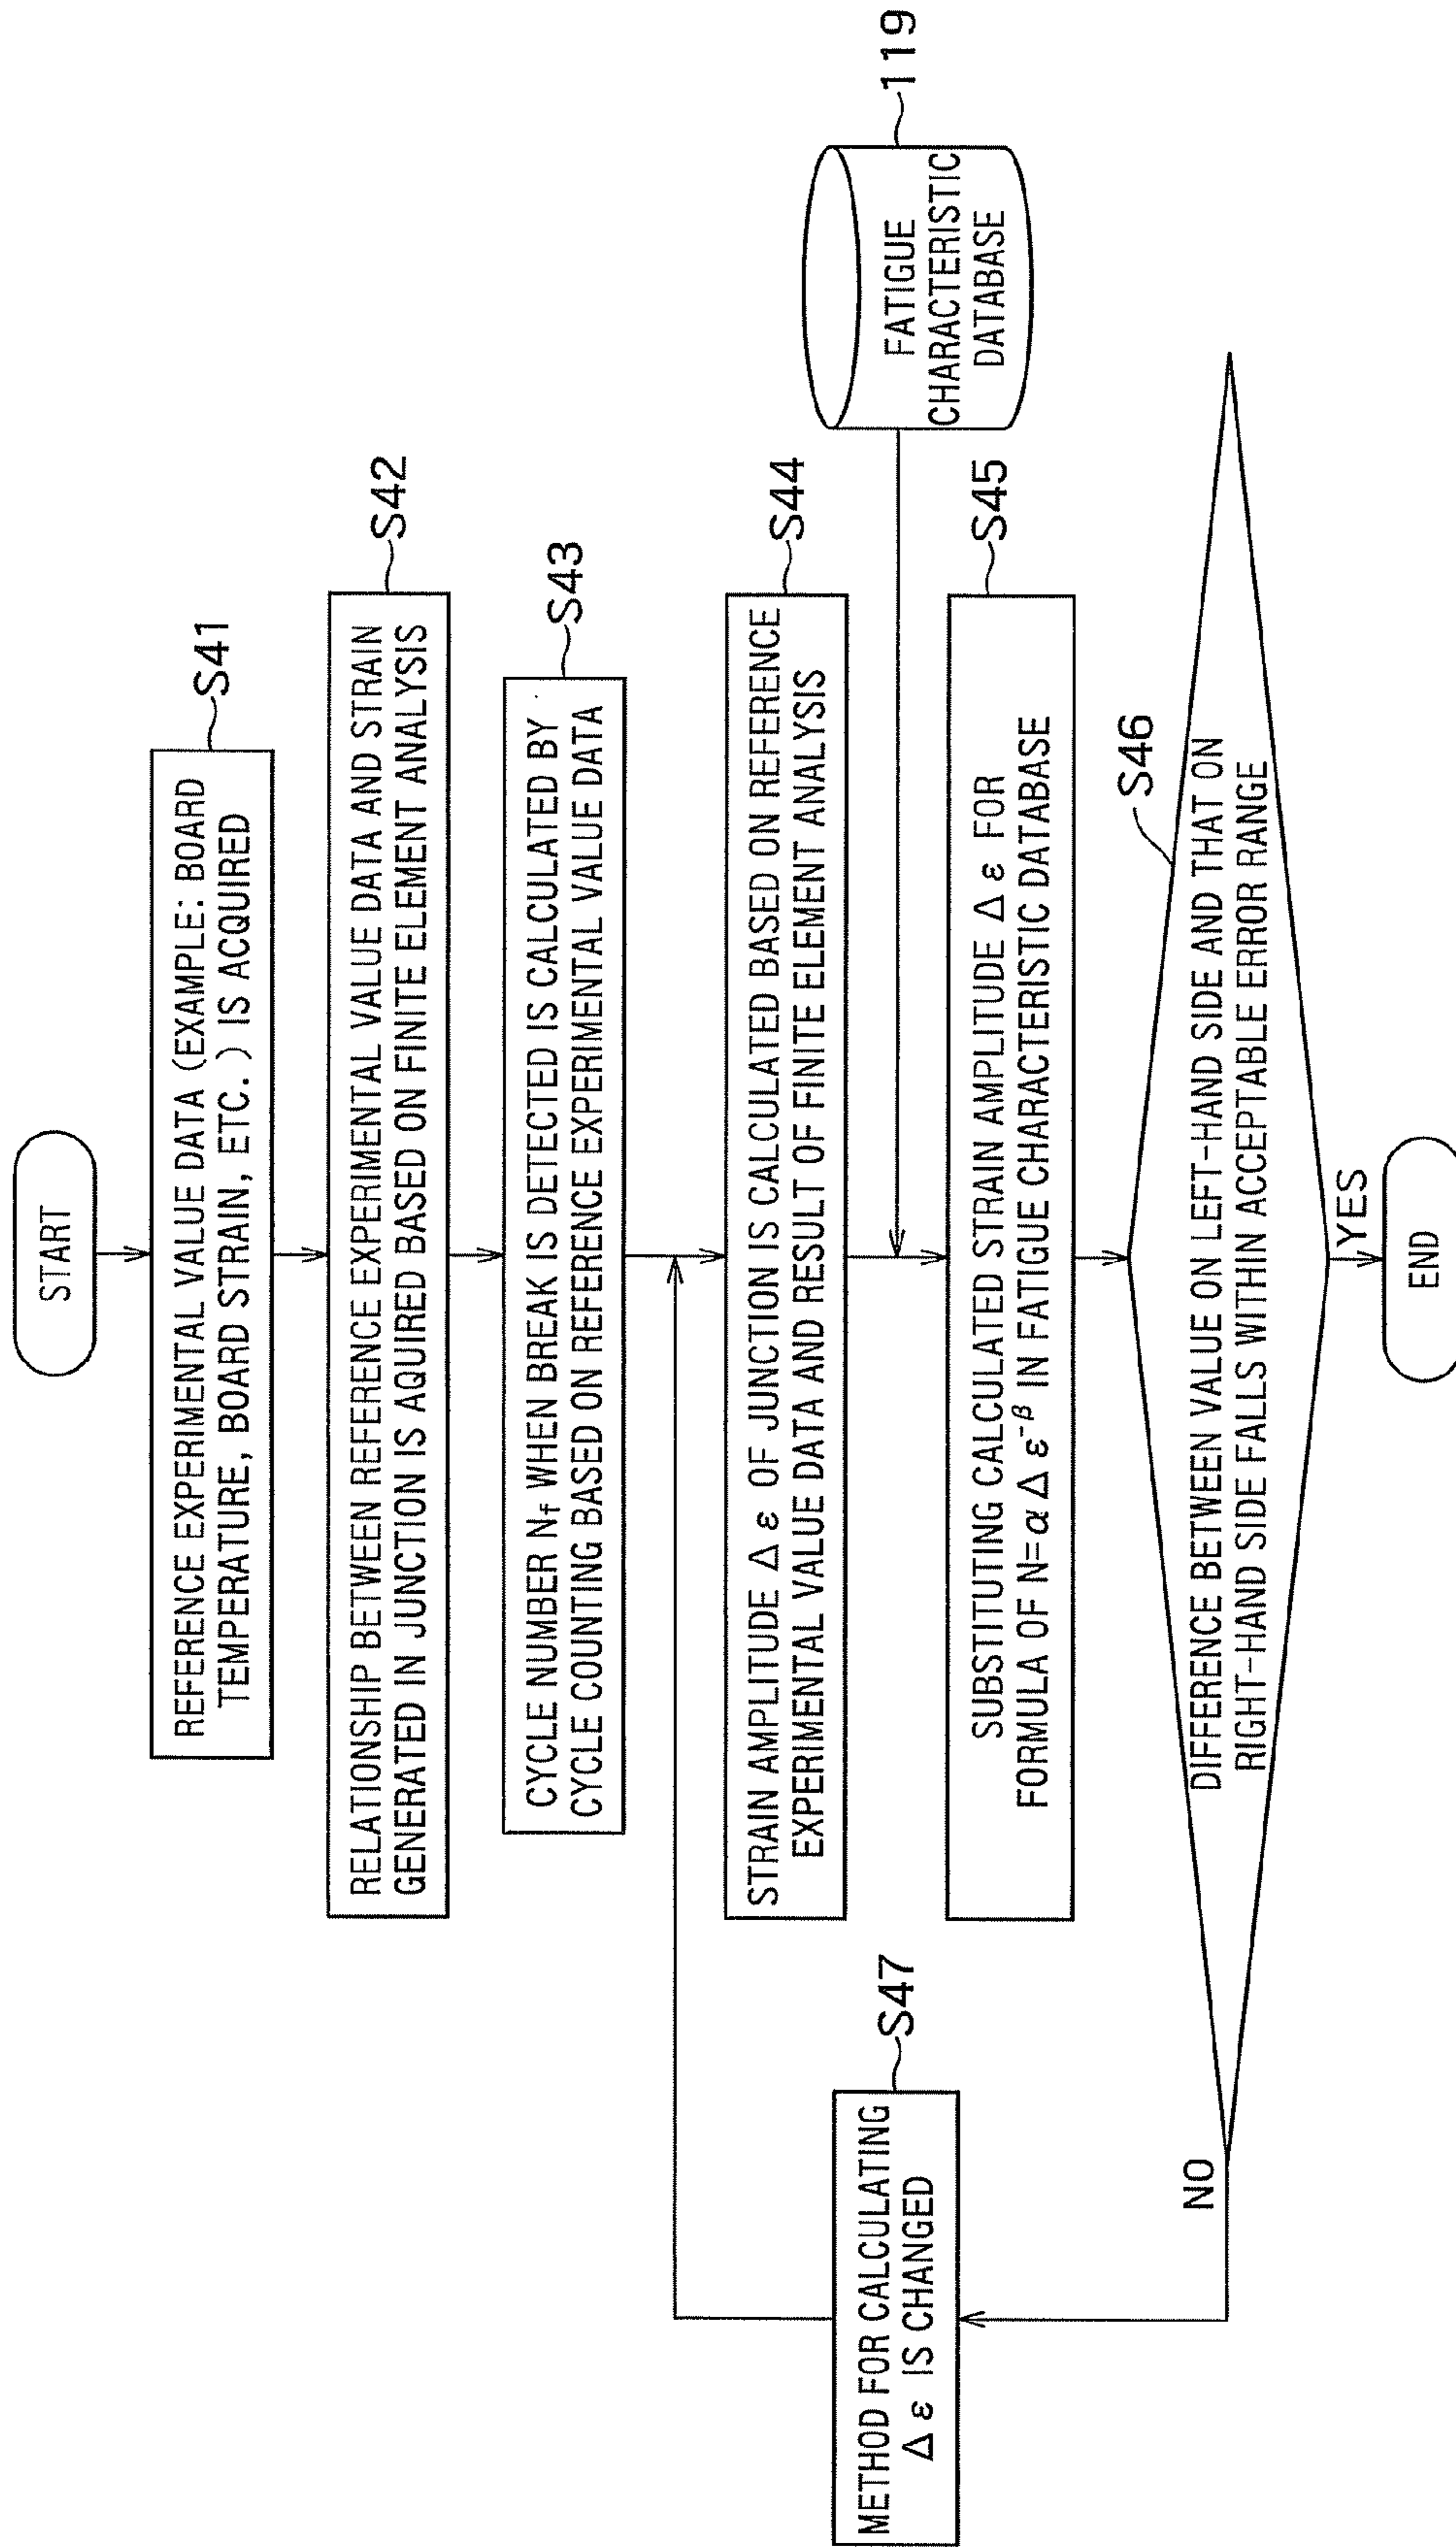 START
REFERENCE EXPERIMENTAL VALUE DATA (EXAMPLE: BOARD
TEMPERATURE, BOARD STRAIN, ETC.) IS ACQUIRED
S41
RELATIONSHIP BETWEEN REFERENCE EXPERIMENTAL VALUE DATA AND STRAIN
GENERATED IN JUNCTION IS AQUIRED BASED ON FINITE ELEMENT ANALYSIS
S42
CYCLE NUMBER Nf WHEN BREAK IS DETECTED IS CALCULATED BY
CYCLE COUNTING BASED ON REFERENCE EXPERIMENTAL VALUE DATA
S43
STRAIN AMPLITUDE Δε OF JUNCTION IS CALCULATED BASED ON REFERENCE
EXPERIMENTAL VALUE DATA AND RESULT OF FINITE ELEMENT ANALYSIS
S44
FATIGUE
CHARACTERISTIC
DATABASE
119
SUBSTITUTING CALCULATED STRAIN AMPLITUDE Δε FOR
FORMULA OF N=αΔε^-β IN FATIGUE CHARACTERISTIC DATABASE
S45
DIFFERENCE BETWEEN VALUE ON LEFT-HAND SIDE AND THAT ON
RIGHT-HAND SIDE FALLS WITHIN ACCEPTABLE ERROR RANGE
S46
NO
METHOD FOR CALCULATING
Δε IS CHANGED
S47
YES
END